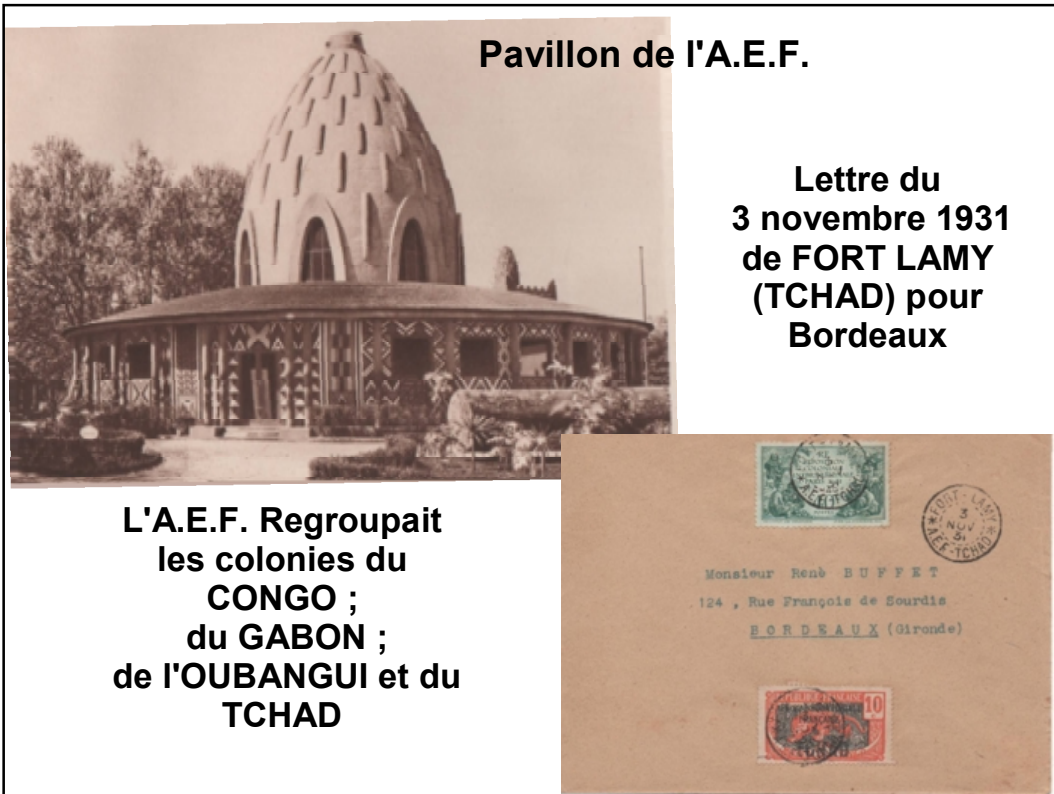 Pavillon de l'A.E.F.
Lettre du
3 novembre 1931
de FORT LAMY
(TCHAD) pour
Bordeaux
L'A.E.F. Regroupait
les colonies du
CONGO ;
du GABON ;
de l'OUBANGUI et du
TCHAD
FORT-LAMY
3
NOV
31
A.E.F-TCHAD
Monsieur Renè BUFFET
124 , Rue François de Sourdis
BORDEAUX (Gironde)
10
TCHAD